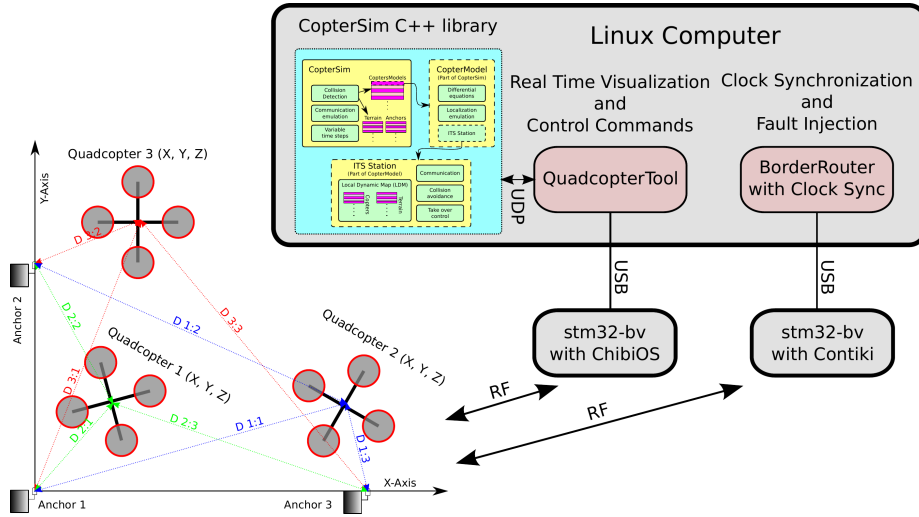 CopterSim C++ library
Linux Computer
CopterSim
Collision
Detection
Communication
emulation
Variable
time steps
CoptersModels
Terrain
Anchors
CopterModel
(Part of CopterSim)
Differential
equations
Localization
emulation
ITS Station
ITS Station
(Part of CopterModel)
Local Dynamic Map (LDM)
Copters
Terrain
Communication
Collision
avoidance
Take over
control
Real Time Visualization
and
Control Commands
Clock Synchronization
and
Fault Injection
QuadcopterTool
BorderRouter
with Clock Sync
UDP
USB
USB
stm32-bv
with ChibiOS
stm32-bv
with Contiki
RF
RF
Y-Axis
Quadcopter 3 (X, Y, Z)
D 3:2
Anchor 2
D 2:2
D 1:2
D 3:3
Quadcopter 1 (X, Y, Z)
Quadcopter 2 (X, Y, Z)
D 3:1
D 2:1
D 1:1
D 2:3
D 1:3
X-Axis
Anchor 1
Anchor 3